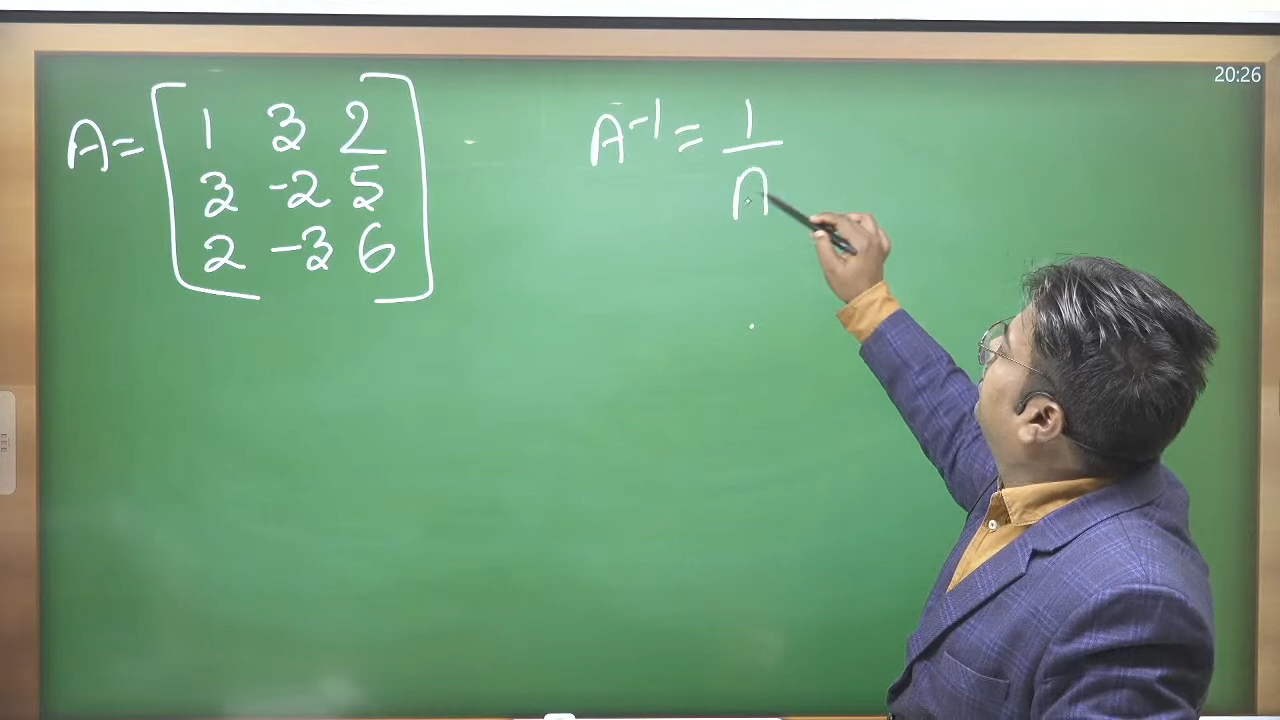 20:26
A = [ 1 3 2
3 -2 5
2 -3 6 ]
A⁻¹ = 1
A